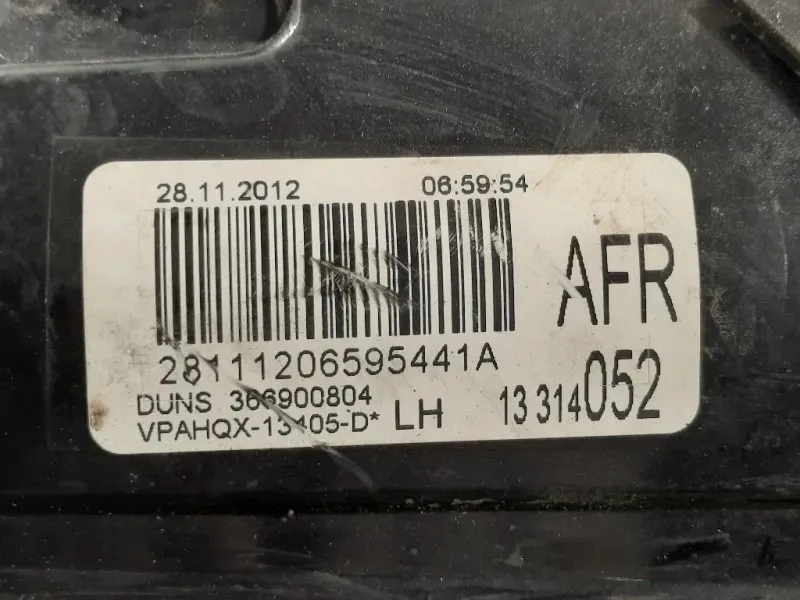 28.11.2012 06:59:54
AFR
28111206595441A
DUNS 366900804
VPAHQX-13405-D* LH 13 314 052